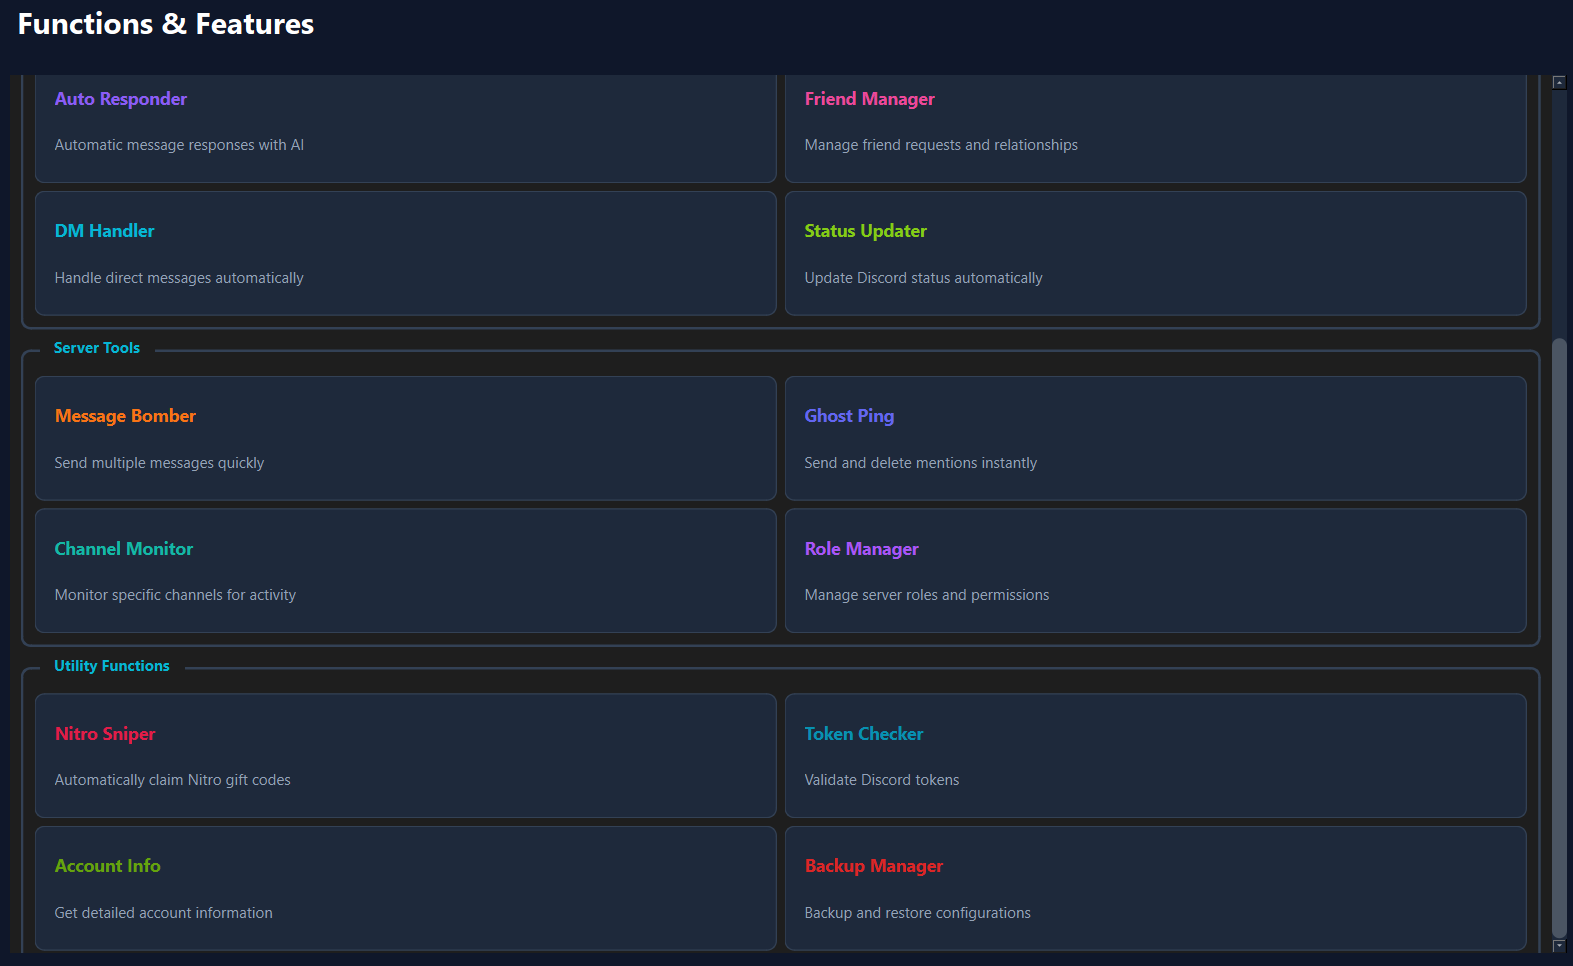 Functions & Features
Auto Responder
Automatic message responses with AI
Friend Manager
Manage friend requests and relationships
DM Handler
Handle direct messages automatically
Status Updater
Update Discord status automatically
Server Tools
Message Bomber
Send multiple messages quickly
Ghost Ping
Send and delete mentions instantly
Channel Monitor
Monitor specific channels for activity
Role Manager
Manage server roles and permissions
Utility Functions
Nitro Sniper
Automatically claim Nitro gift codes
Token Checker
Validate Discord tokens
Account Info
Get detailed account information
Backup Manager
Backup and restore configurations